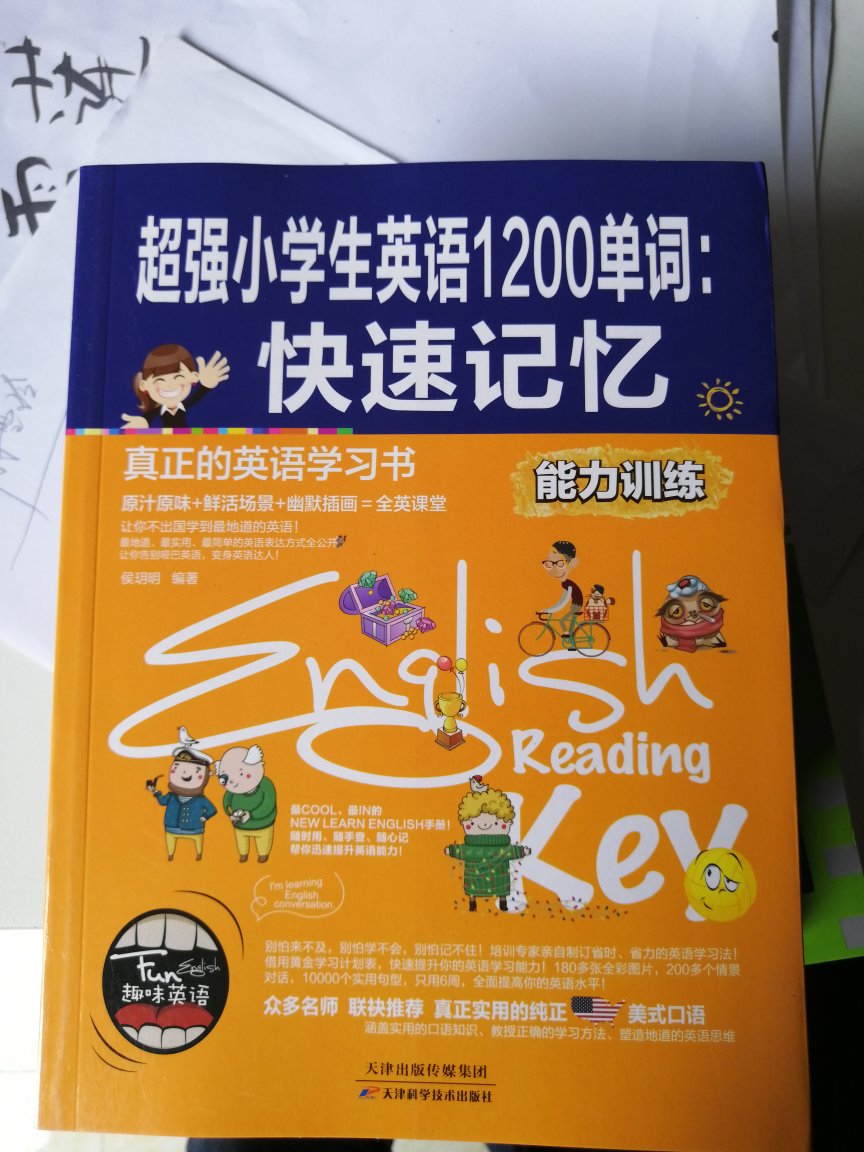 超强小学生英语1200单词：
快速记忆
真正的英语学习书
能力训练
原汁原味+鲜活场景+幽默插画=全英课堂
让你不出国学到最地道的英语！
最地道、最实用、最简单的英语表达方式全公开
让你告别哑巴英语，变身英语达人！
侯玥明 编著
English
Reading
Key
最COOL、最IN的
NEW LEARN ENGLISH手册！
随时用、随手查、随心记
帮你迅速提升英语能力！
I'm learning
English
conversation.
Fun English
趣味英语
别怕来不及，别怕学不会，别怕记不住！培训专家亲自制订省时、省力的英语学习法！
借用黄金学习计划表，快速提升你的英语学习能力！180多张全彩图片，200多个情景
对话，10000个实用句型，只用6周，全面提高你的英语水平！
众多名师 联袂推荐 真正实用的纯正 美式口语
涵盖实用的口语知识、教授正确的学习方法、塑造地道的英语思维
天津出版传媒集团
天津科学技术出版社